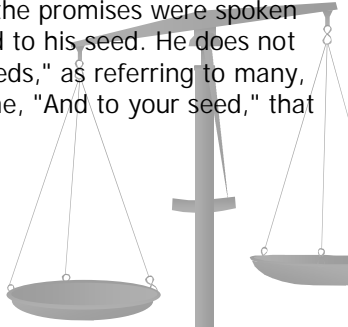 the promises were spoken
d to his seed. He does not
eds," as referring to many,
ne, "And to your seed," that